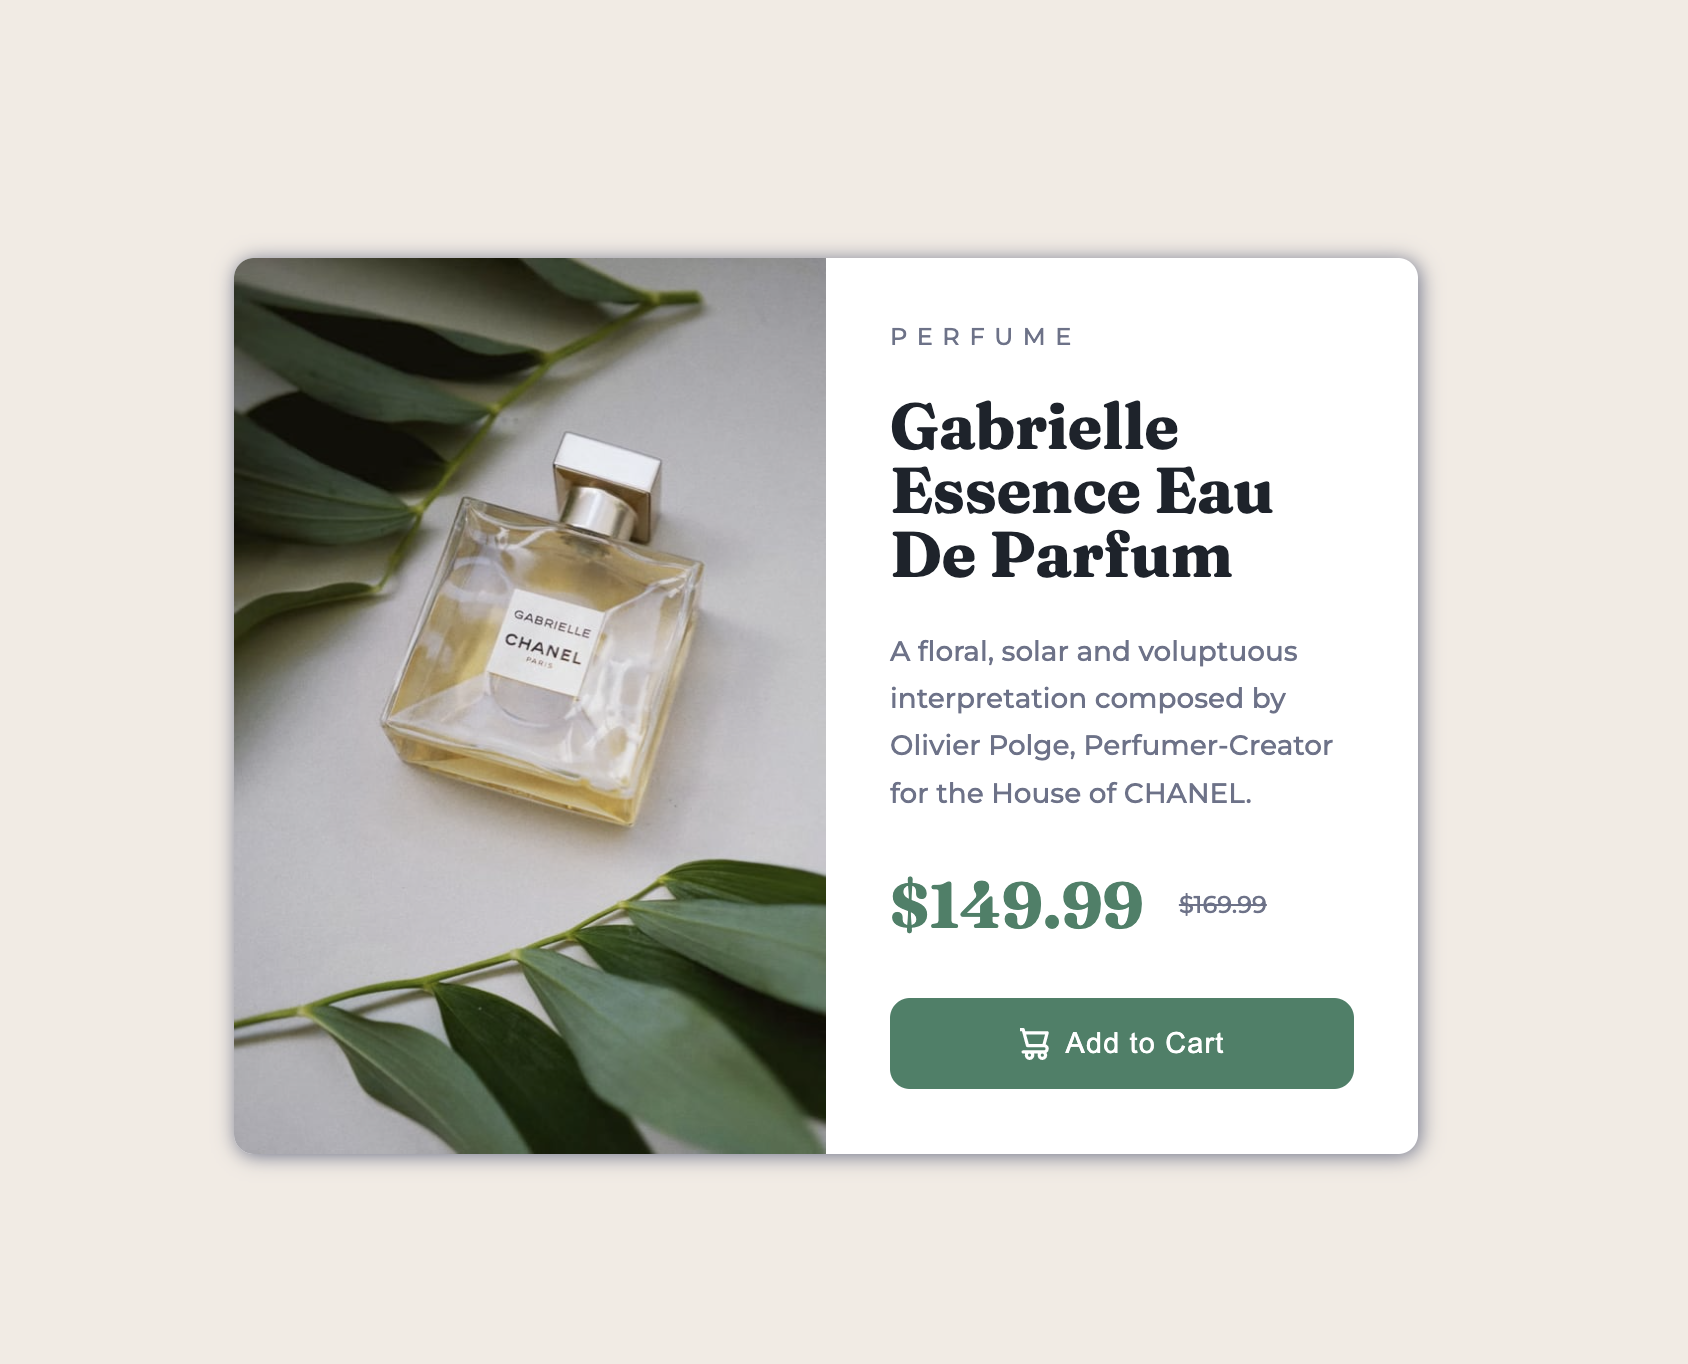 GABRIELLE
CHANEL
PARIS
PERFUME
Gabrielle
Essence Eau
De Parfum
A floral, solar and voluptuous
interpretation composed by
Olivier Polge, Perfumer-Creator
for the House of CHANEL.
$149.99 $169.99
Add to Cart